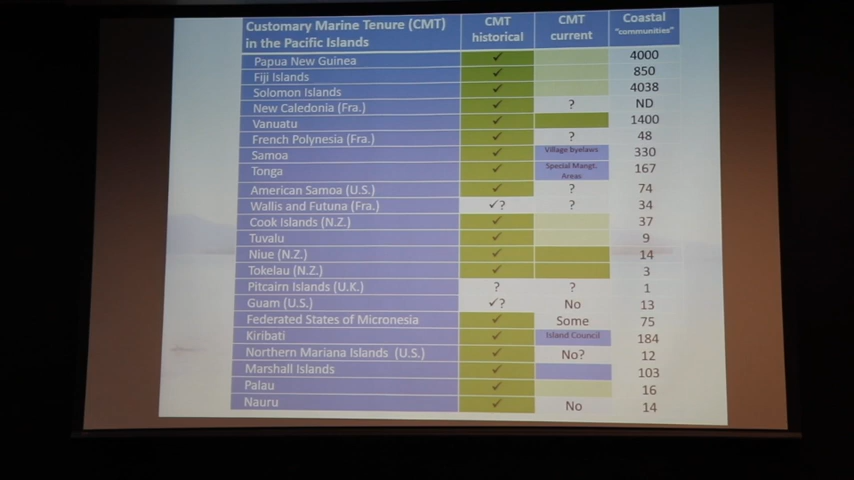 Customary Marine Tenure (CMT)
in the Pacific Islands
CMT
historical
CMT
current
Coastal
"communities"
Papua New Guinea ✓ 4000
Fiji Islands ✓ 850
Solomon Islands ✓ 4038
New Caledonia (Fra.) ✓ ? ND
Vanuatu ✓ 1400
French Polynesia (Fra.) ✓ ? 48
Samoa ✓ Village byelaws 330
Tonga ✓ Special Mangt. Areas 167
American Samoa (U.S.) ✓ ? 74
Wallis and Futuna (Fra.) ✓? ? 34
Cook Islands (N.Z.) ✓ 37
Tuvalu ✓ 9
Niue (N.Z.) ✓ 14
Tokelau (N.Z.) ✓ 3
Pitcairn Islands (U.K.) ? ? 1
Guam (U.S.) ✓? No 13
Federated States of Micronesia ✓ Some 75
Kiribati ✓ Island Council 184
Northern Mariana Islands (U.S.) ✓ No? 12
Marshall Islands ✓ 103
Palau ✓ 16
Nauru ✓ No 14